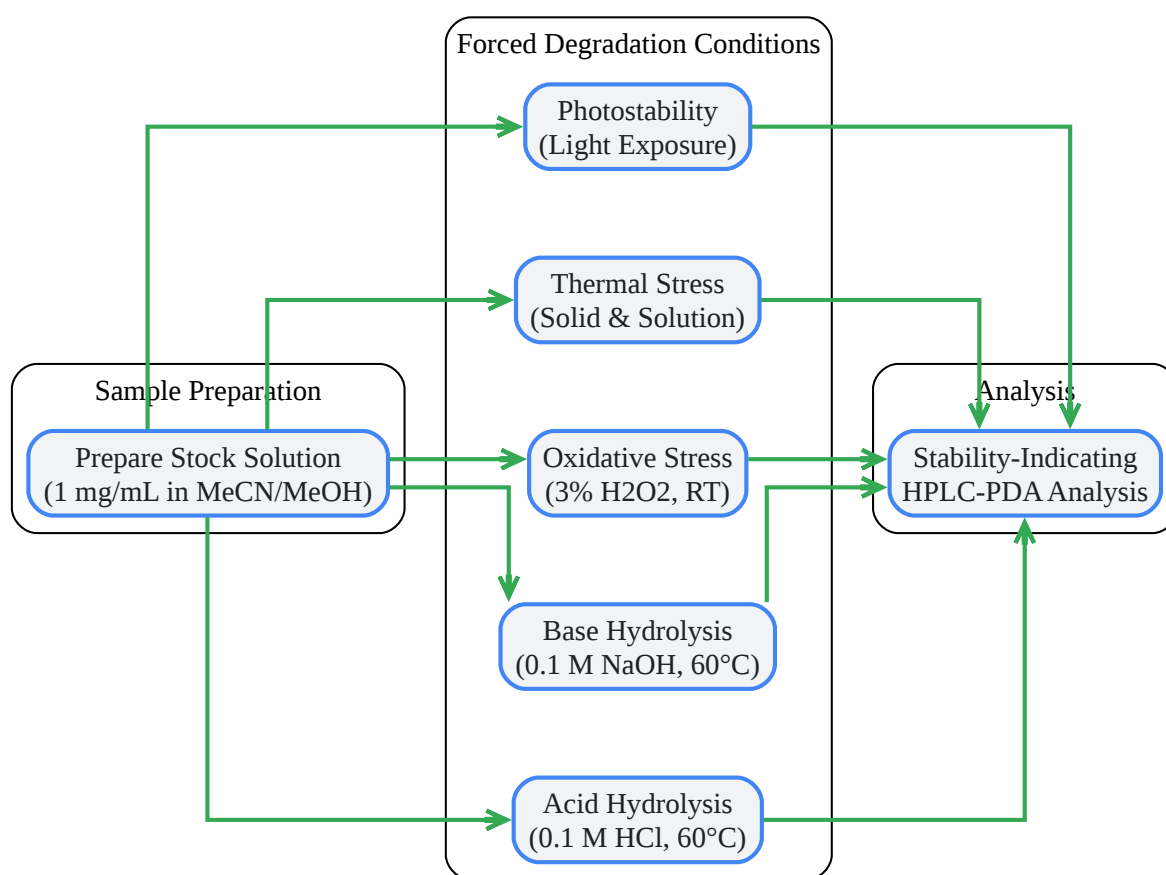 Forced Degradation Conditions
Photostability
(Light Exposure)
Thermal Stress
(Solid & Solution)
Sample Preparation
Prepare Stock Solution
(1 mg/mL in MeCN/MeOH)
Oxidative Stress
(3% H2O2, RT)
Analysis
Stability-Indicating
HPLC-PDA Analysis
Base Hydrolysis
(0.1 M NaOH, 60°C)
Acid Hydrolysis
(0.1 M HCl, 60°C)